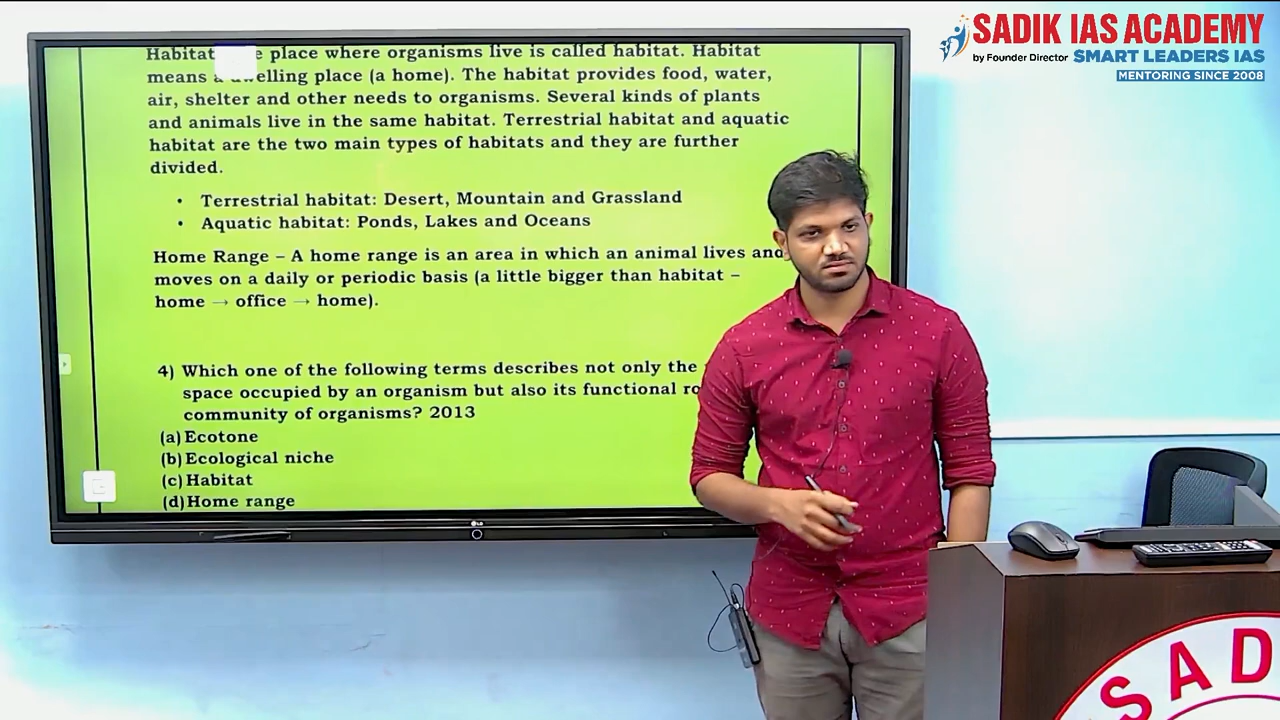 SADIK IAS ACADEMY
by Founder Director SMART LEADERS IAS
MENTORING SINCE 2008
Habitat place where organisms live is called habitat. Habitat
means a dwelling place (a home). The habitat provides food, water,
air, shelter and other needs to organisms. Several kinds of plants
and animals live in the same habitat. Terrestrial habitat and aquatic
habitat are the two main types of habitats and they are further
divided.
• Terrestrial habitat: Desert, Mountain and Grassland
• Aquatic habitat: Ponds, Lakes and Oceans
Home Range – A home range is an area in which an animal lives and
moves on a daily or periodic basis (a little bigger than habitat –
home → office → home).
4) Which one of the following terms describes not only the
space occupied by an organism but also its functional
community of organisms? 2013
(a) Ecotone
(b) Ecological niche
(c) Habitat
(d) Home range
LG
SAD